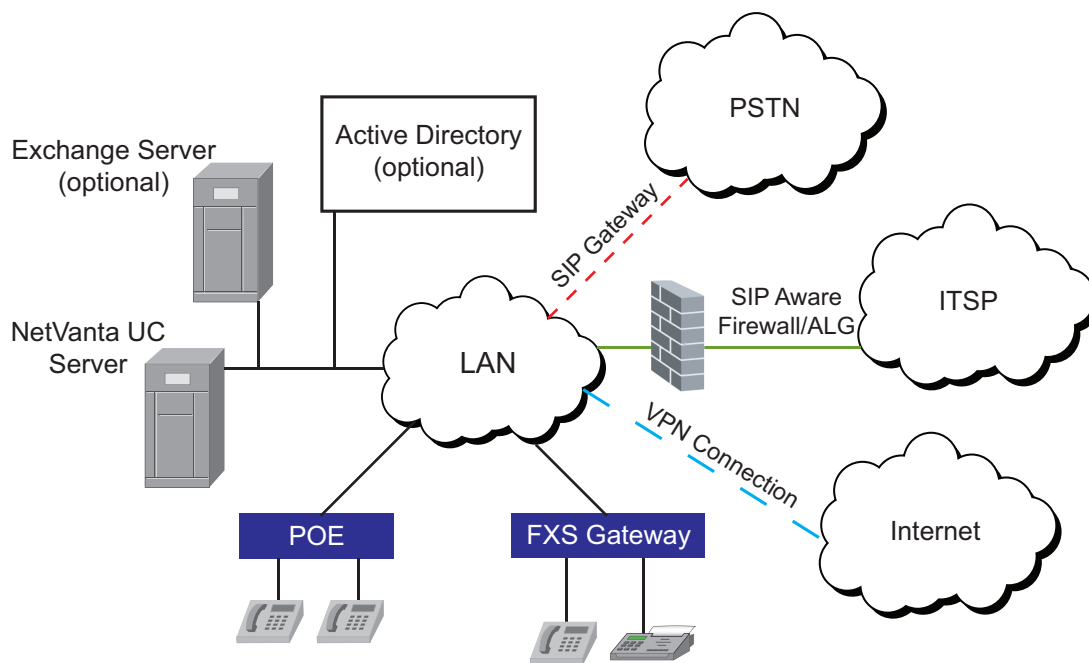 PSTN
Active Directory
(optional)
Exchange Server
(optional)
SIP Gateway
SIP Aware
Firewall/ALG
ITSP
NetVanta UC
Server
LAN
VPN Connection
POE
FXS Gateway
Internet